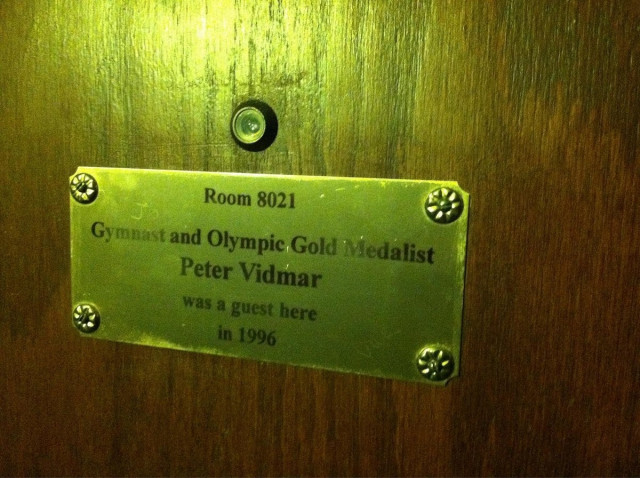 Room 8021
Gymnast and Olympic Gold Medalist
Peter Vidmar
was a guest here
in 1996